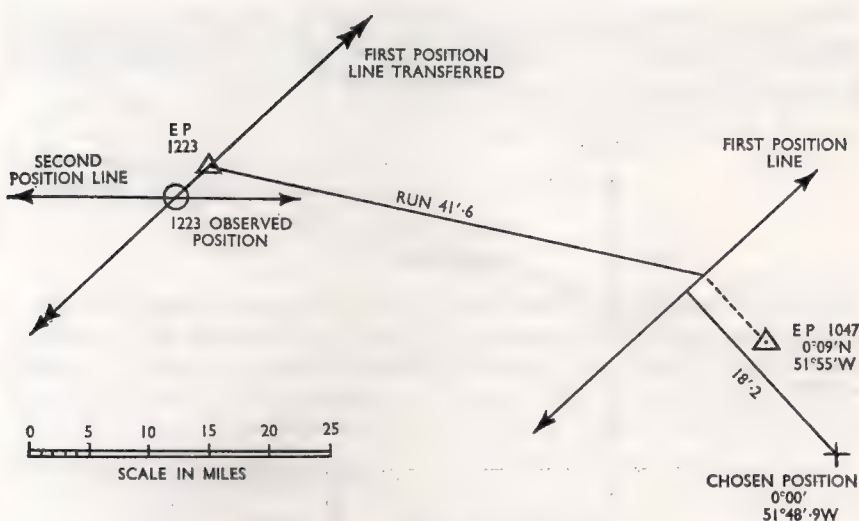 FIRST POSITION
LINE TRANSFERRED
E P
1223
SECOND
POSITION LINE
FIRST POSITION
LINE
RUN 41'·6
1223 OBSERVED
POSITION
E P 1047
0°09'N
51°55'W
18'·2
0 5 10 15 20 25
SCALE IN MILES
CHOSEN POSITION
0°00'
51°48'·9W